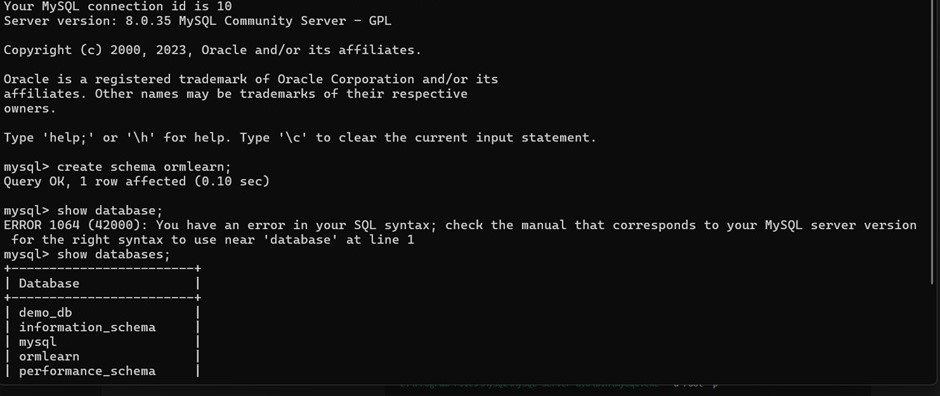 Your MySQL connection id is 10
Server version: 8.0.35 MySQL Community Server - GPL
Copyright (c) 2000, 2023, Oracle and/or its affiliates.
Oracle is a registered trademark of Oracle Corporation and/or its
affiliates. Other names may be trademarks of their respective
owners.
Type 'help;' or '\h' for help. Type '\c' to clear the current input statement.
mysql> create schema ormlearn;
Query OK, 1 row affected (0.10 sec)
mysql> show database;
ERROR 1064 (42000): You have an error in your SQL syntax; check the manual that corresponds to your MySQL server version
 for the right syntax to use near 'database' at line 1
mysql> show databases;
+------------------------+
| Database |
+------------------------+
| demo_db |
| information_schema |
| mysql |
| ormlearn |
| performance_schema |